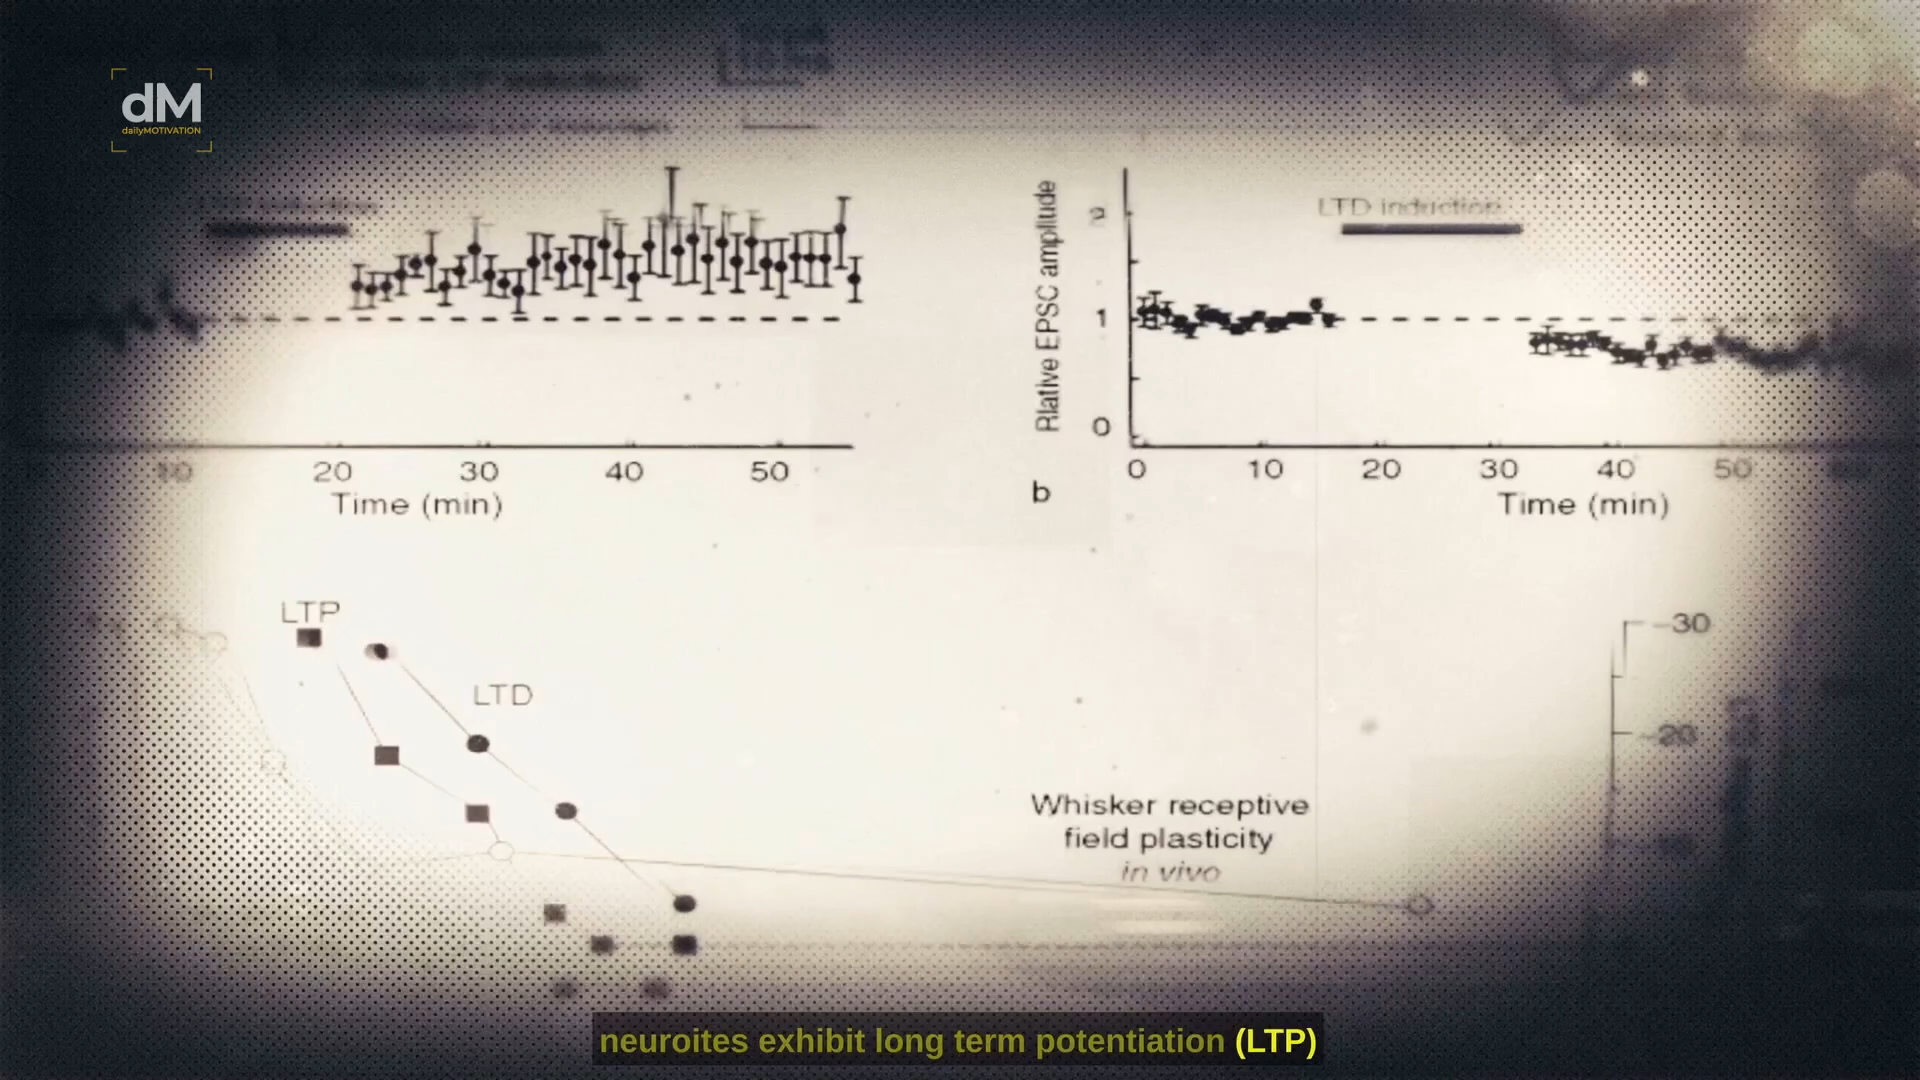 dM
dailyMOTIVATION
LTD induction
Rlative EPSC amplitude
2
1
0
10 20 30 40 50
0 10 20 30 40 50
Time (min)
b
Time (min)
LTP
LTD
-30
-20
Whisker receptive
field plasticity
in vivo
neuroites exhibit long term potentiation (LTP)